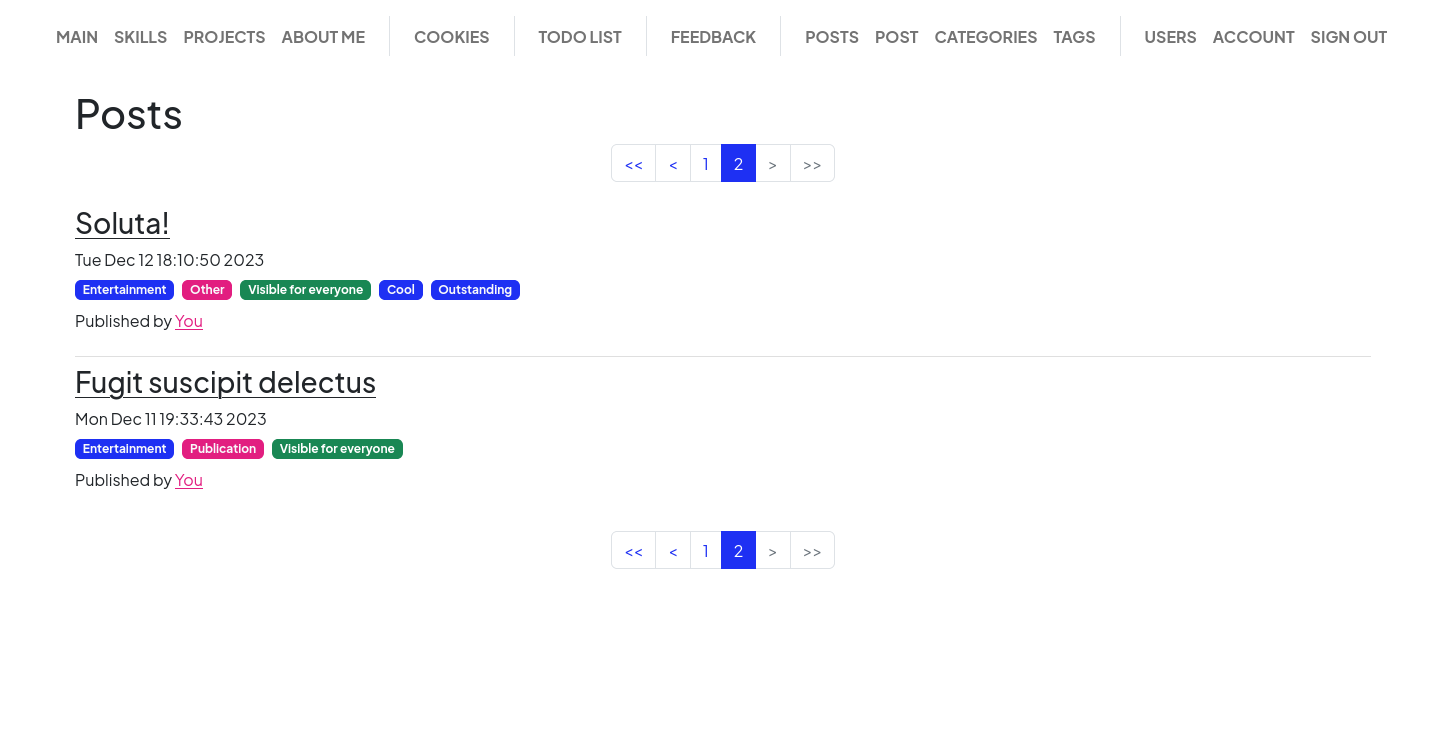 MAIN SKILLS PROJECTS ABOUT ME COOKIES TODO LIST FEEDBACK POSTS POST CATEGORIES TAGS USERS ACCOUNT SIGN OUT
Posts
<< < 1 2 > >>
Soluta!
Tue Dec 12 18:10:50 2023
Entertainment Other Visible for everyone Cool Outstanding
Published by You
Fugit suscipit delectus
Mon Dec 11 19:33:43 2023
Entertainment Publication Visible for everyone
Published by You
<< < 1 2 > >>